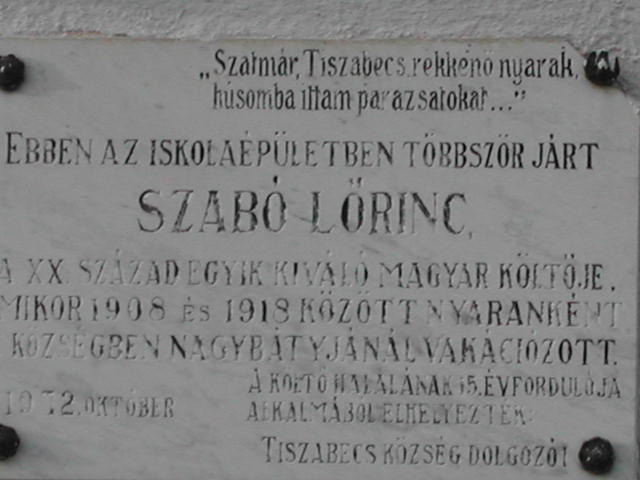 „Szatmár, Tiszabecs, rekkenő nyarak,
húsomba ittam parazsatokat..."
EBBEN AZ ISKOLAÉPÜLETBEN TÖBBSZÖR JÁRT
SZABÓ LŐRINC,
A XX. SZÁZAD EGYIK KIVÁLÓ MAGYAR KÖLTŐJE.
MIKOR 1908 ÉS 1918 KÖZÖTT NYARANKÉNT
KÖZSÉGBEN NAGYBÁTYJÁNÁL VAKÁCIÓZOTT.
A KÖLTŐ HALÁLÁNAK 15. ÉVFORDULÓJA
1972. OKTÓBER ALKALMÁBÓL ELHELYEZTÉK:
TISZABECS KÖZSÉG DOLGOZÓI